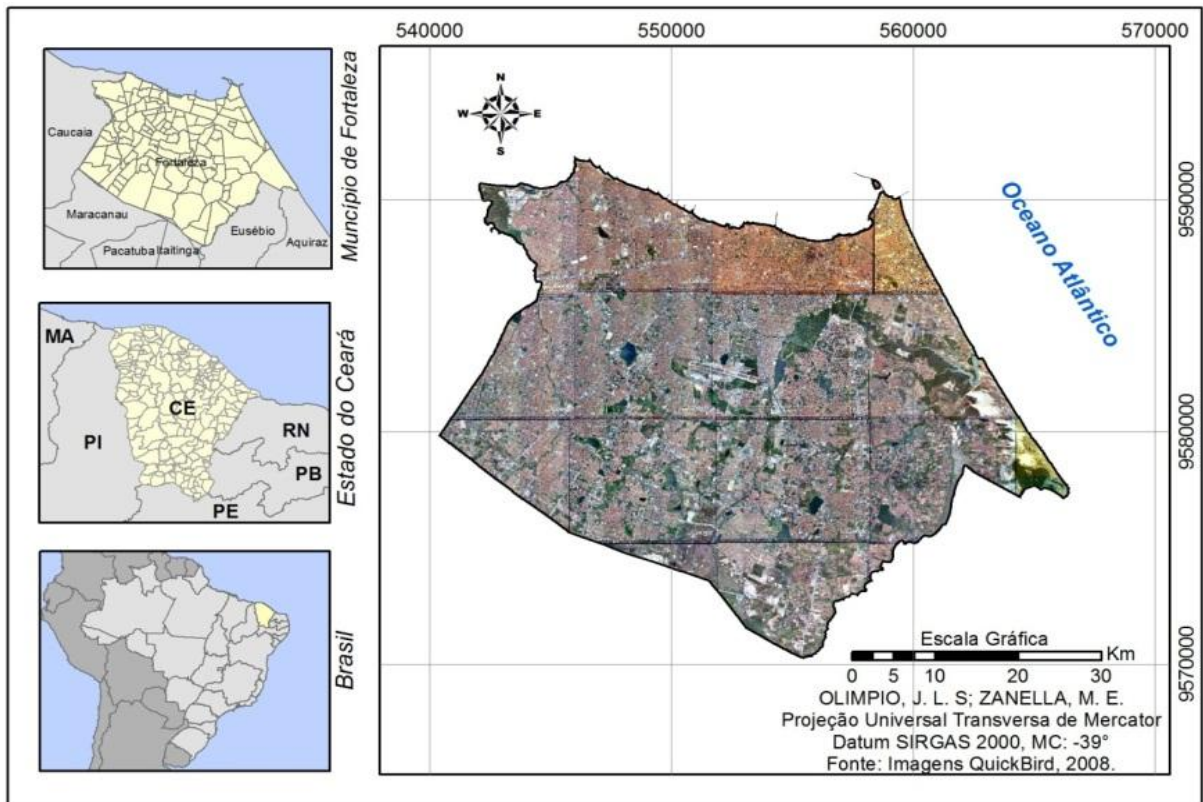 540000
550000
560000
570000
Caucaia
Fortaleza
Maracanau
Eusébio
Pacatuba
Itaitinga
Aquiraz
Muncipio de Fortaleza
MA
CE
PI
RN
PB
PE
Estado do Ceará
Brasil
N
W
E
S
Oceano Atlântico
9590000
9580000
9570000
Escala Gráfica
Km
0 5 10 20 30
OLIMPIO, J. L. S; ZANELLA, M. E.
Projeção Universal Transversa de Mercator
Datum SIRGAS 2000, MC: -39°
Fonte: Imagens QuickBird, 2008.